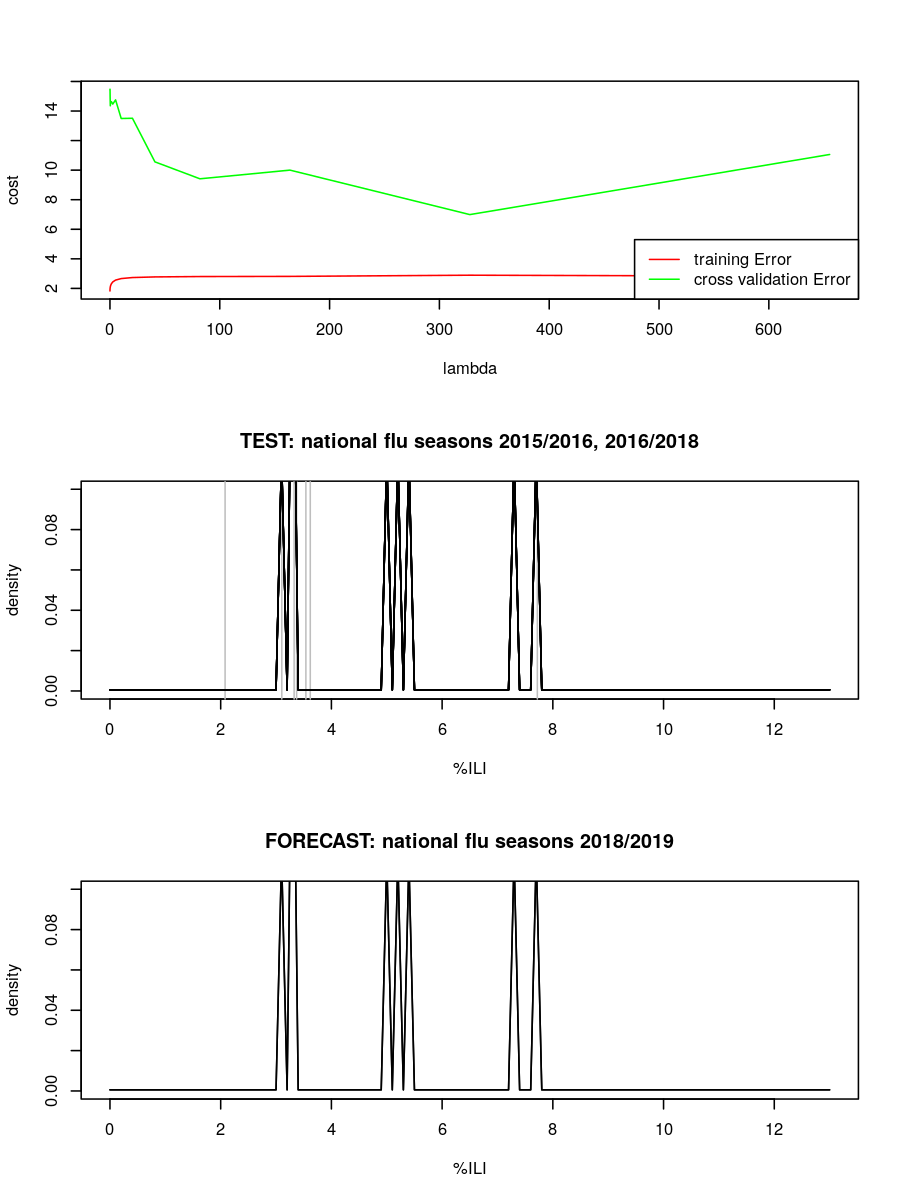 cost
14
10
8
6
4
2
training Error
cross validation Error
0 100 200 300 400 500 600
lambda
TEST: national flu seasons 2015/2016, 2016/2018
density
0.08
0.04
0.00
0 2 4 6 8 10 12
%ILI
FORECAST: national flu seasons 2018/2019
density
0.08
0.04
0.00
0 2 4 6 8 10 12
%ILI